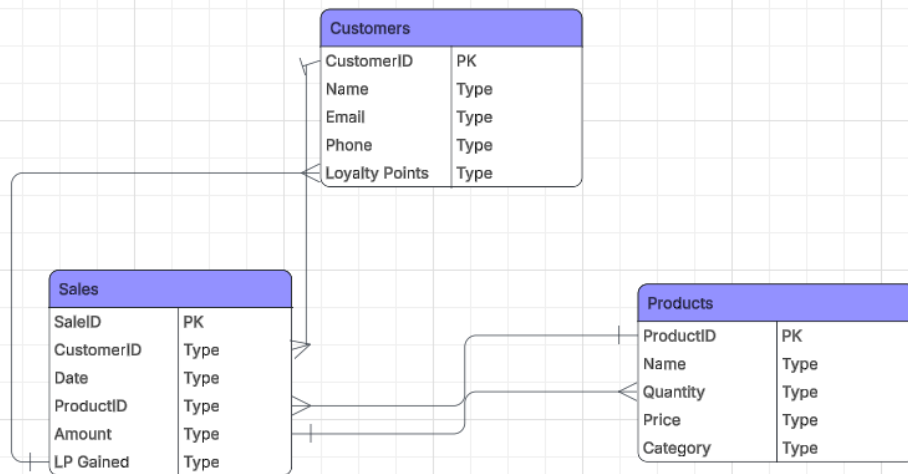 Customers
CustomerID PK
Name Type
Email Type
Phone Type
Loyalty Points Type
Sales
SaleID PK
CustomerID Type
Date Type
ProductID Type
Amount Type
LP Gained Type
Products
ProductID PK
Name Type
Quantity Type
Price Type
Category Type